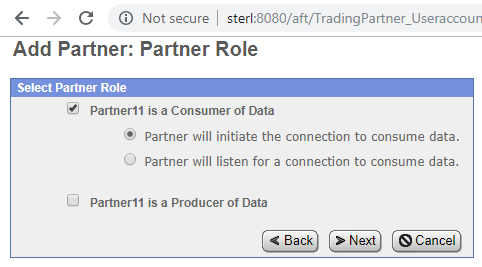 Not secure | sterl:8080/aft/TradingPartner_Useraccoun
Add Partner: Partner Role
Select Partner Role
Partner11 is a Consumer of Data
Partner will initiate the connection to consume data.
Partner will listen for a connection to consume data.
Partner11 is a Producer of Data
Back Next Cancel